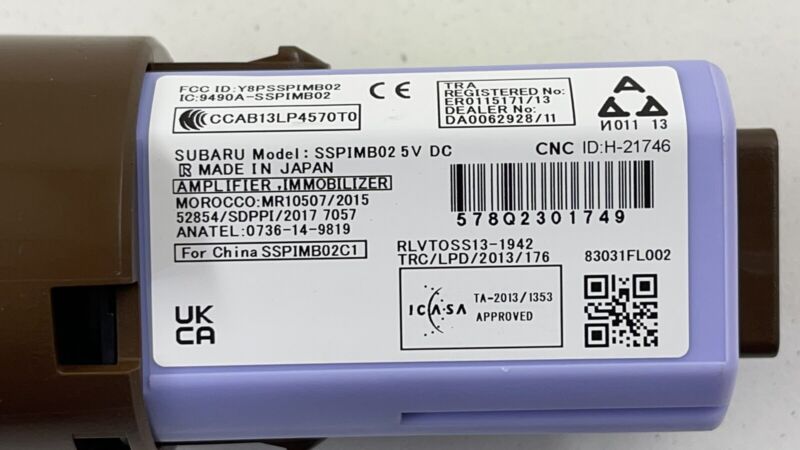 FCC ID:Y8PSSPIMB02
IC:9490A-SSPIMB02
CE
CCAB13LP4570T0
TRA
REGISTERED No:
ER0115171/13
DEALER No:
DA0062928/11
И011 13
SUBARU Model: SSPIMB02 5V DC
CNC ID:H-21746
R MADE IN JAPAN
AMPLIFIER ,IMMOBILIZER
MOROCCO:MR10507/2015
52854/SDPPI/2017 7057
ANATEL:0736-14-9819
For China SSPIMB02C1
578Q2301749
RLVTOSS13-1942
TRC/LPD/2013/176
83031FL002
ICASA
TA-2013/1353
APPROVED
UK
CA